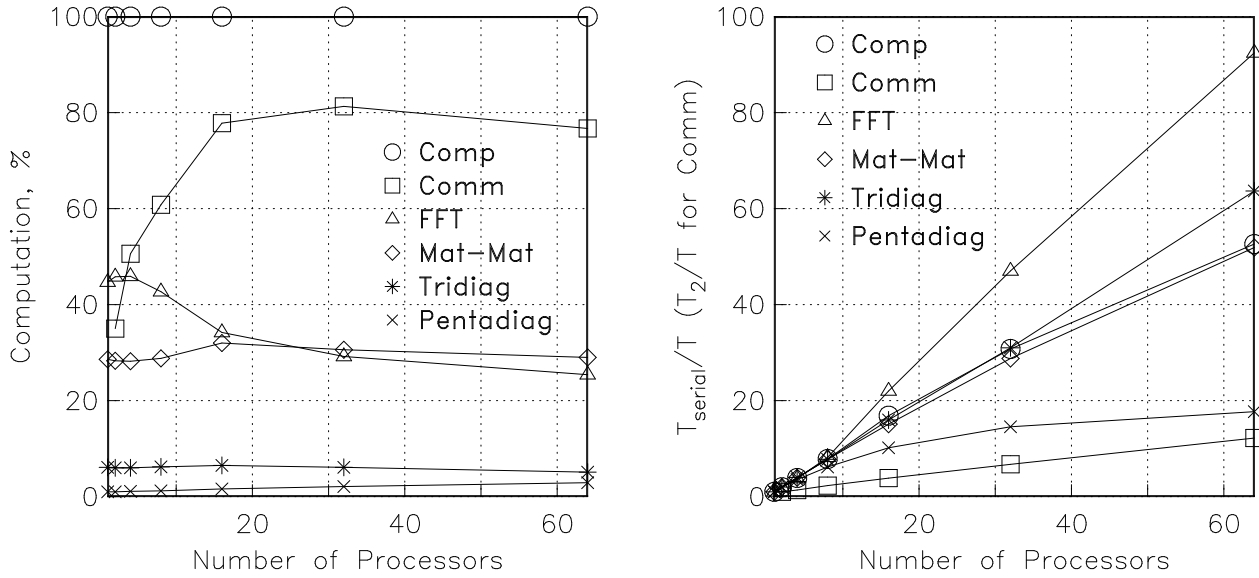 100
80
60
40
20
0
Computation, %
Comp
Comm
FFT
Mat-Mat
Tridiag
Pentadiag
20 40 60
Number of Processors
100
80
60
40
20
0
T_serial/T (T_2/T for Comm)
Comp
Comm
FFT
Mat-Mat
Tridiag
Pentadiag
20 40 60
Number of Processors